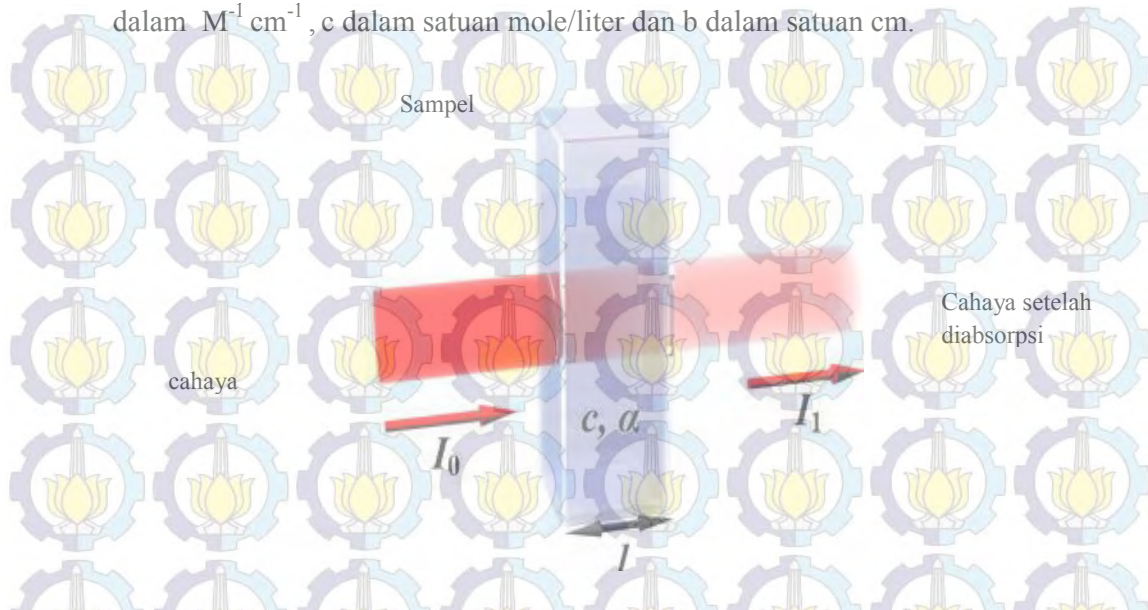 dalam M⁻¹ cm⁻¹ , c dalam satuan mole/liter dan b dalam satuan cm.
Sampel
Cahaya setelah
diabsorpsi
cahaya
I₀
c, α
I₁
l